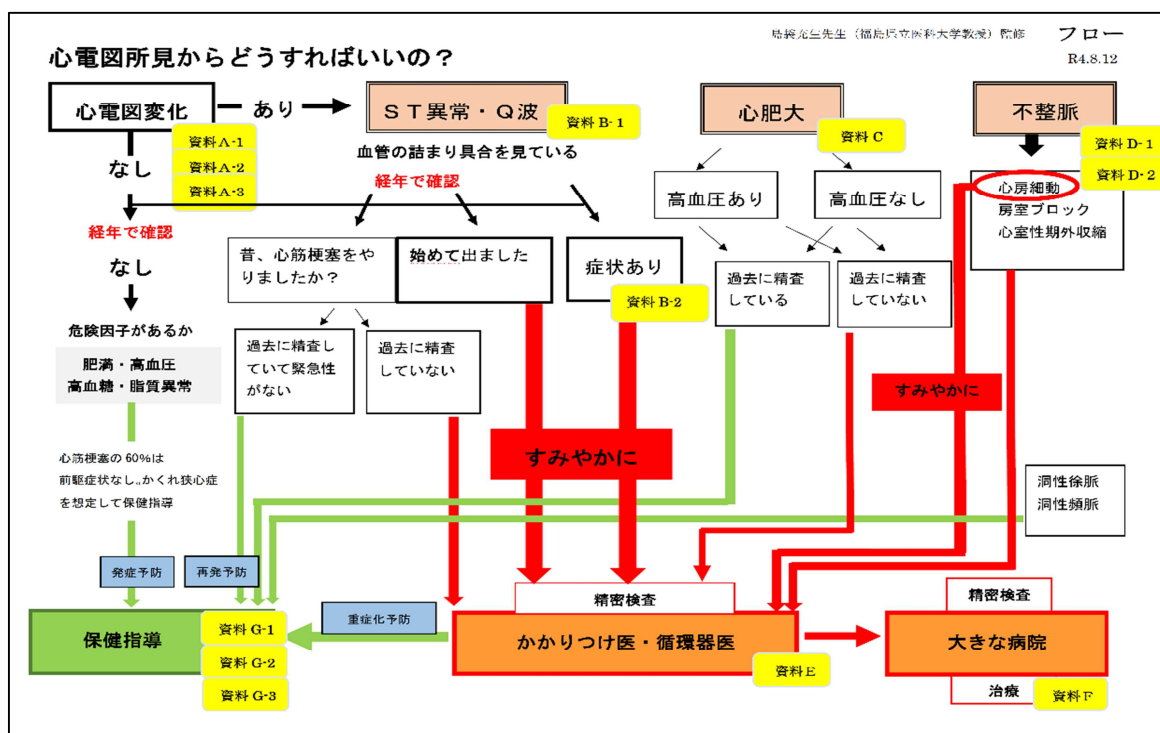 心電図所見からどうすればいいの？
島袋充生先生（福島県立医科大学教授）監修
フロー
R4.8.12
心電図変化
あり
ＳＴ異常・Ｑ波
心肥大
不整脈
資料A-1
資料A-2
資料A-3
資料B-1
資料C
資料D-1
資料D-2
なし
血管の詰まり具合を見ている
経年で確認
高血圧あり
高血圧なし
心房細動
房室ブロック
心室性期外収縮
経年で確認
なし
昔、心筋梗塞をや
りましたか？
始めて出ました
症状あり
資料B-2
過去に精査
している
過去に精査
していない
危険因子があるか
肥満・高血圧
高血糖・脂質異常
過去に精査し
ていて緊急性
がない
過去に精査
していない
すみやかに
すみやかに
心筋梗塞の60%は
前駆症状なし。かくれ狭心症
を想定して保健指導
洞性徐脈
洞性頻脈
発症予防
再発予防
重症化予防
精密検査
精密検査
保健指導
資料G-1
資料G-2
資料G-3
かかりつけ医・循環器医
資料E
大きな病院
治療
資料F